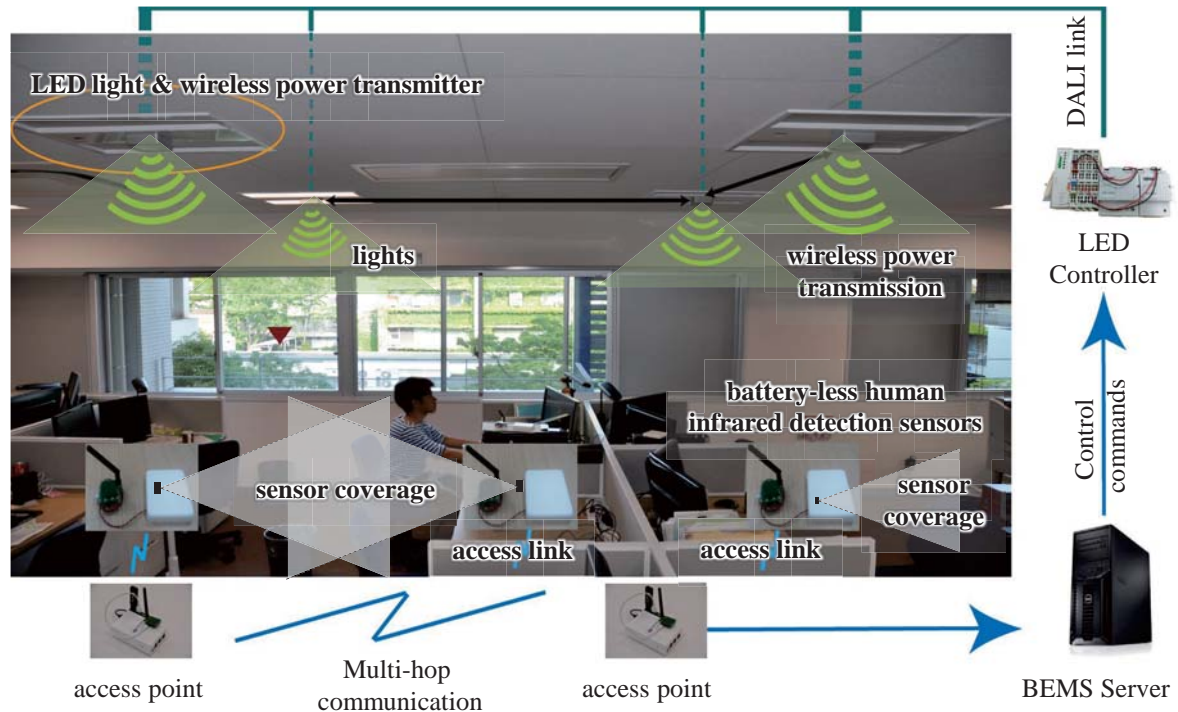 LED light & wireless power transmitter
DALI link
lights
wireless power
transmission
LED
Controller
battery-less human
infrared detection sensors
Control
commands
sensor coverage
sensor
coverage
access link
access link
access point
Multi-hop
communication
access point
BEMS Server